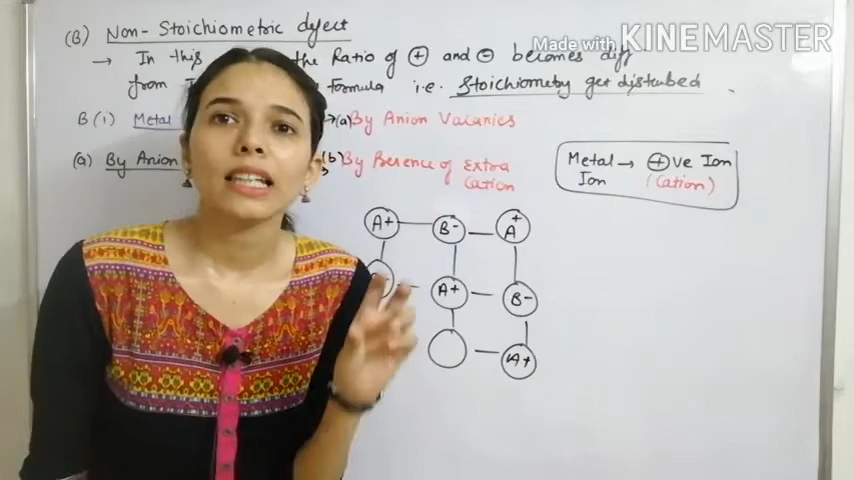 Made with KINEMASTER
(B) Non-Stoichiometric defect
→ In this the Ratio of ⊕ and ⊖ becomes diff
from formula i.e. Stoichiometry get disturbed
B(i) Metal →(a) By Anion Vacanies
(a) By Anion (b) By Presence of Extra
Cation
Metal → ⊕ve Ion
Ion (Cation)
A+ B- A+
A+ B-
A+